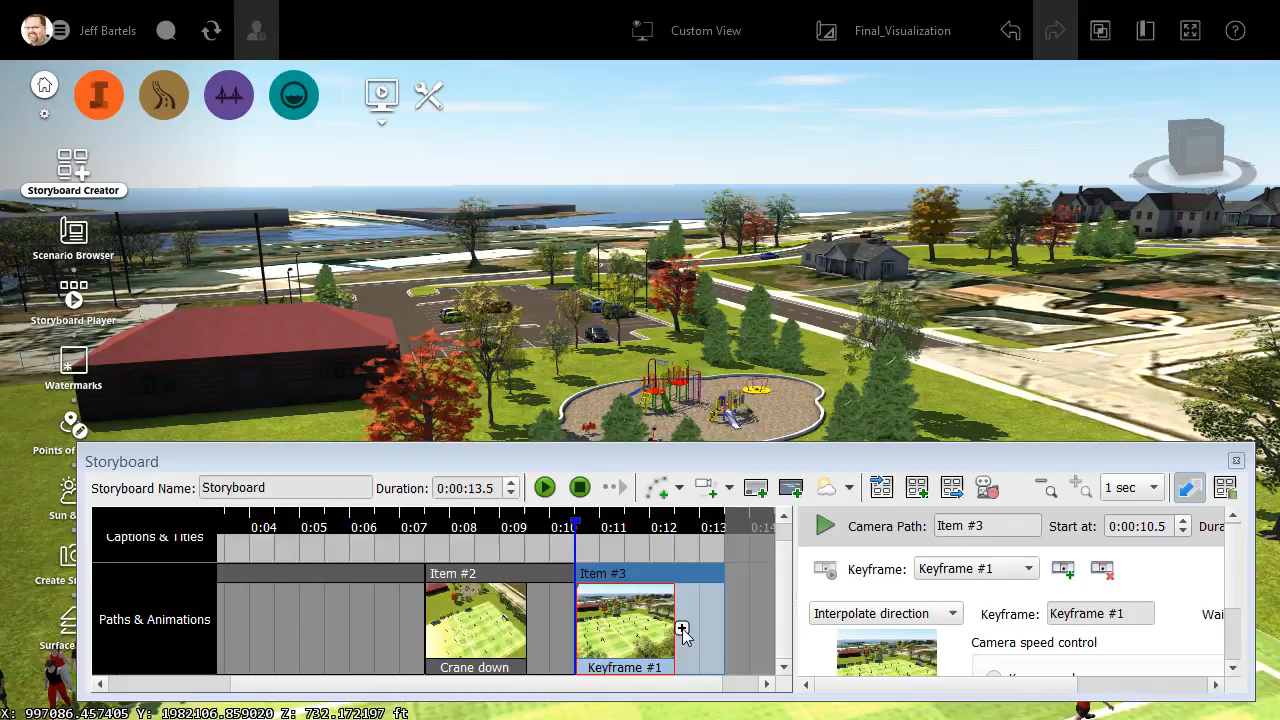 Jeff Bartels
Custom View
Final_Visualization
Storyboard Creator
Scenario Browser
Storyboard Player
Watermarks
Points of
Sun &
Create Sn
Surface
Storyboard
Storyboard Name: Storyboard Duration: 0:00:13.5
1 sec
0:04 0:05 0:06 0:07 0:08 0:09 0:10 0:11 0:12 0:13 0:14
Captions & Titles
Item #2 Item #3
Paths & Animations
Crane down Keyframe #1
Camera Path: Item #3 Start at: 0:00:10.5 Dura
Keyframe: Keyframe #1
Interpolate direction Keyframe: Keyframe #1 Wai
Camera speed control
X: 997086.457405 Y: 1982106.859020 Z: 732.172197 ft